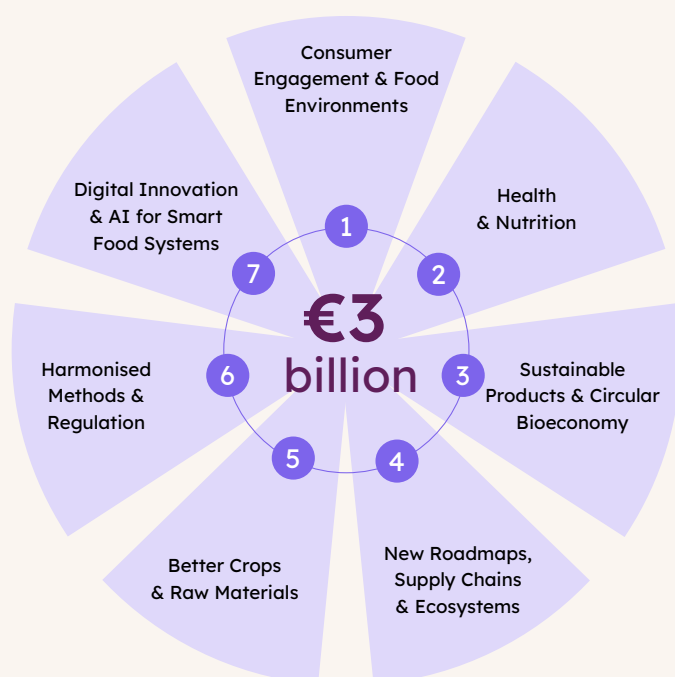 1
Consumer
Engagement & Food
Environments
2
Health
& Nutrition
3
Sustainable
Products & Circular
Bioeconomy
4
New Roadmaps,
Supply Chains
& Ecosystems
5
Better Crops
& Raw Materials
6
Harmonised
Methods &
Regulation
7
Digital Innovation
& AI for Smart
Food Systems
€3
billion